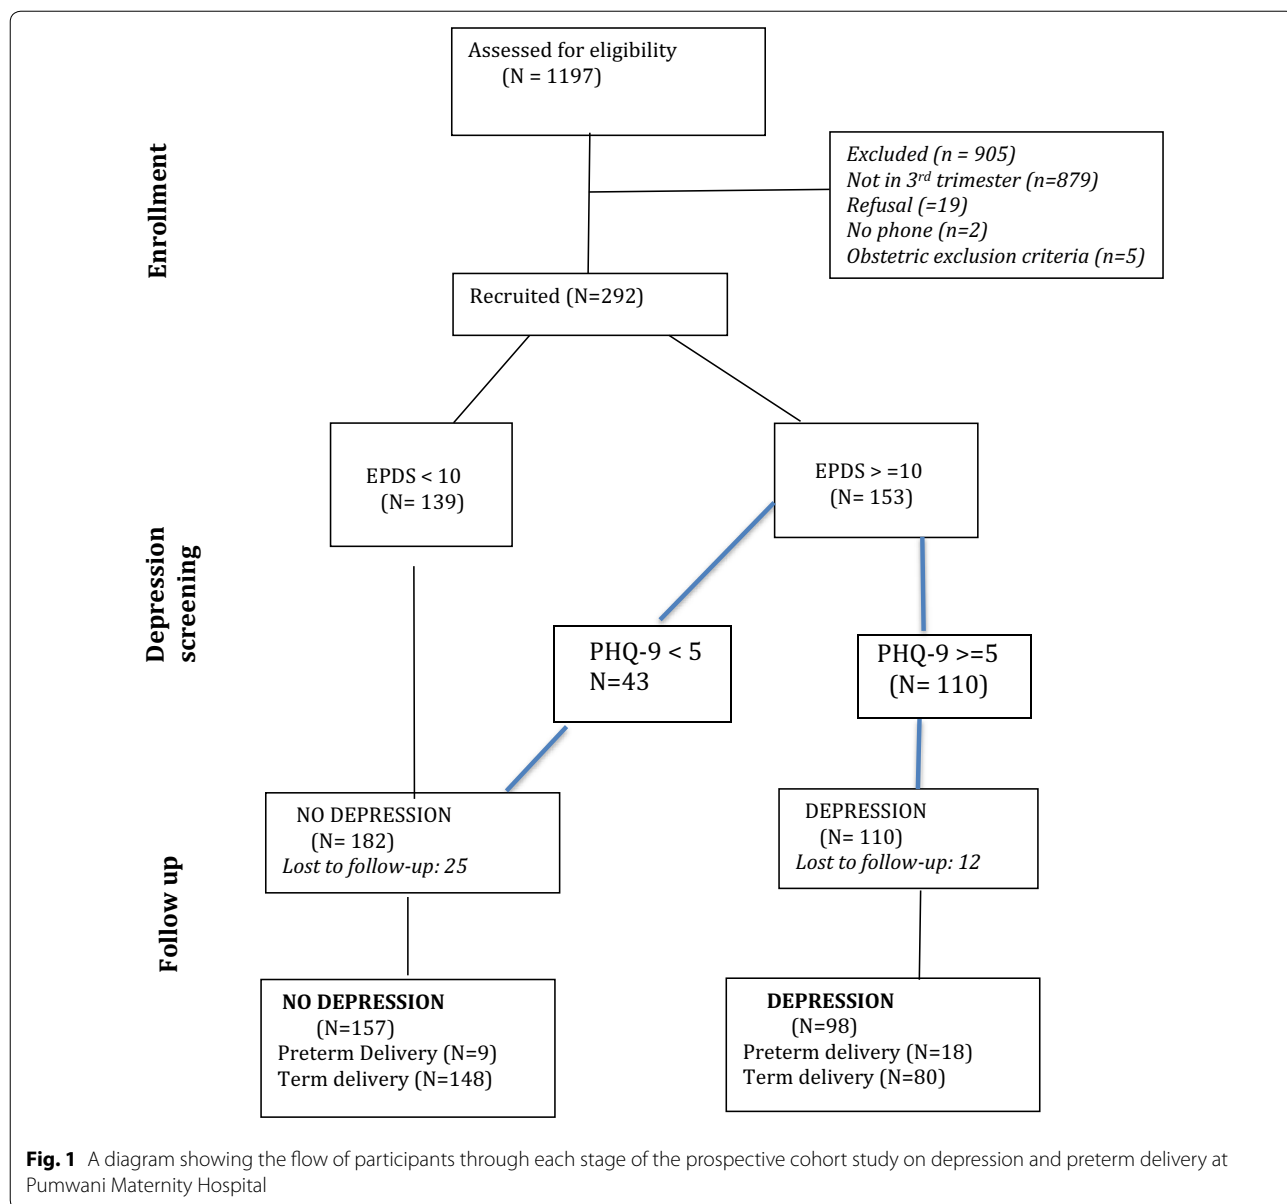 Assessed for eligibility
(N = 1197)
Enrollment
Excluded (n = 905)
Not in 3rd trimester (n=879)
Refusal (=19)
No phone (n=2)
Obstetric exclusion criteria (n=5)
Recruited (N=292)
EPDS < 10
(N= 139)
EPDS > =10
(N= 153)
Depression
screening
PHQ-9 < 5
N=43
PHQ-9 >=5
(N= 110)
NO DEPRESSION
(N= 182)
Lost to follow-up: 25
DEPRESSION
(N= 110)
Lost to follow-up: 12
Follow up
NO DEPRESSION
(N=157)
Preterm Delivery (N=9)
Term delivery (N=148)
DEPRESSION
(N=98)
Preterm delivery (N=18)
Term delivery (N=80)
Fig. 1 A diagram showing the flow of participants through each stage of the prospective cohort study on depression and preterm delivery at
Pumwani Maternity Hospital